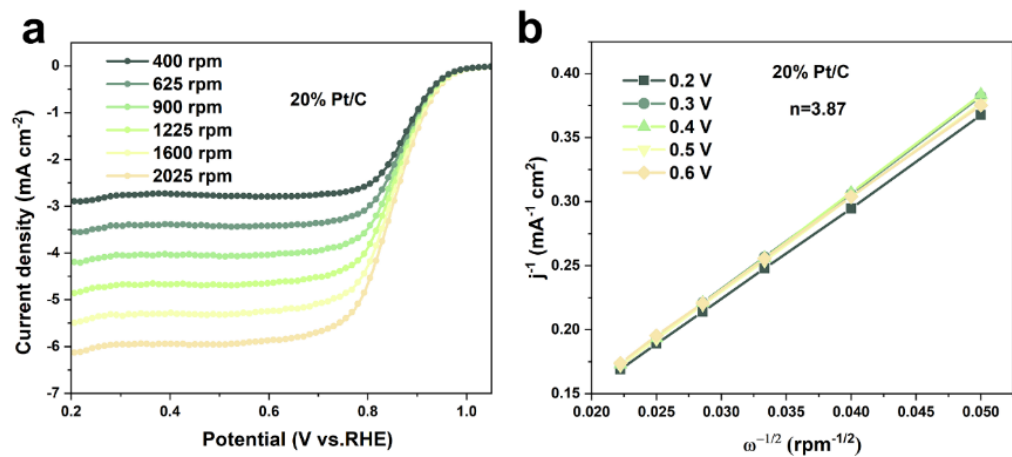 a
Current density (mA cm⁻²)
0
-1
-2
-3
-4
-5
-6
-7
400 rpm
625 rpm
900 rpm
1225 rpm
1600 rpm
2025 rpm
20% Pt/C
0.2 0.4 0.6 0.8 1.0
Potential (V vs.RHE)
b
j⁻¹ (mA⁻¹ cm²)
0.40
0.35
0.30
0.25
0.20
0.15
0.2 V
0.3 V
0.4 V
0.5 V
0.6 V
20% Pt/C
n=3.87
0.020 0.025 0.030 0.035 0.040 0.045 0.050
ω⁻¹/² (rpm⁻¹/²)